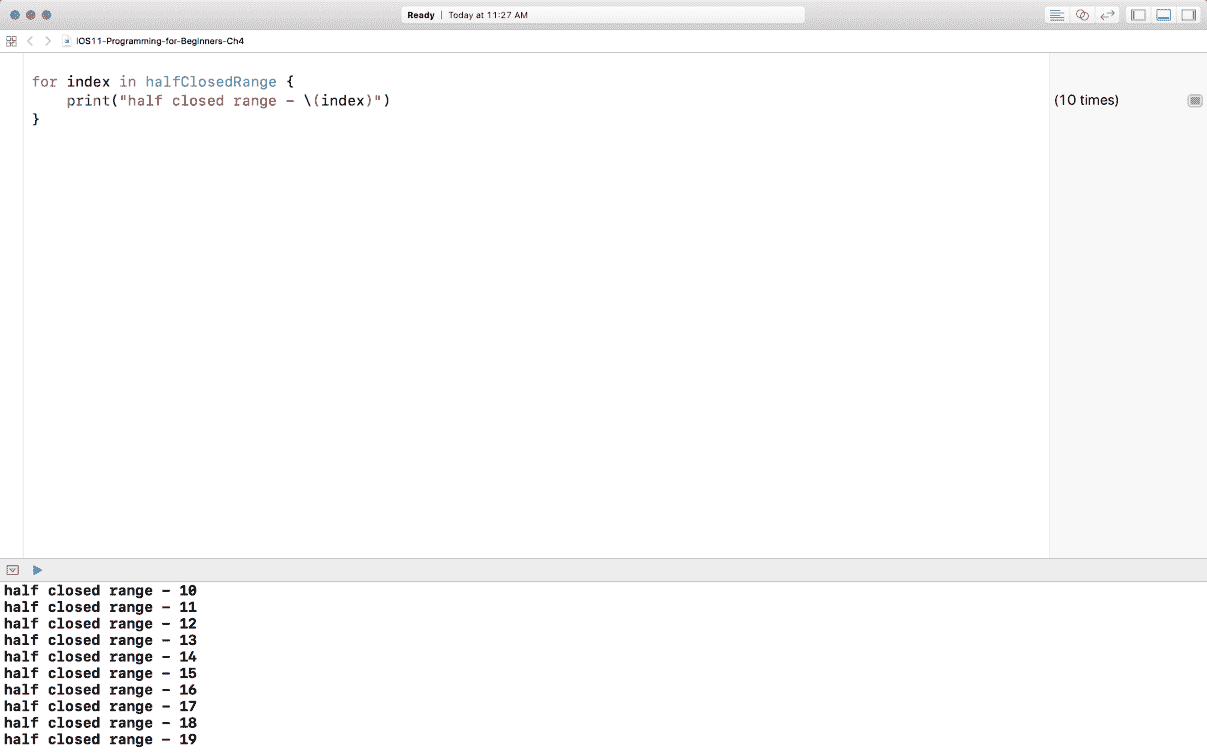 Ready | Today at 11:27 AM
iOS11-Programming-for-Beginners-Ch4
for index in halfClosedRange {
    print("half closed range - \(index)")
(10 times)
}
half closed range - 10
half closed range - 11
half closed range - 12
half closed range - 13
half closed range - 14
half closed range - 15
half closed range - 16
half closed range - 17
half closed range - 18
half closed range - 19